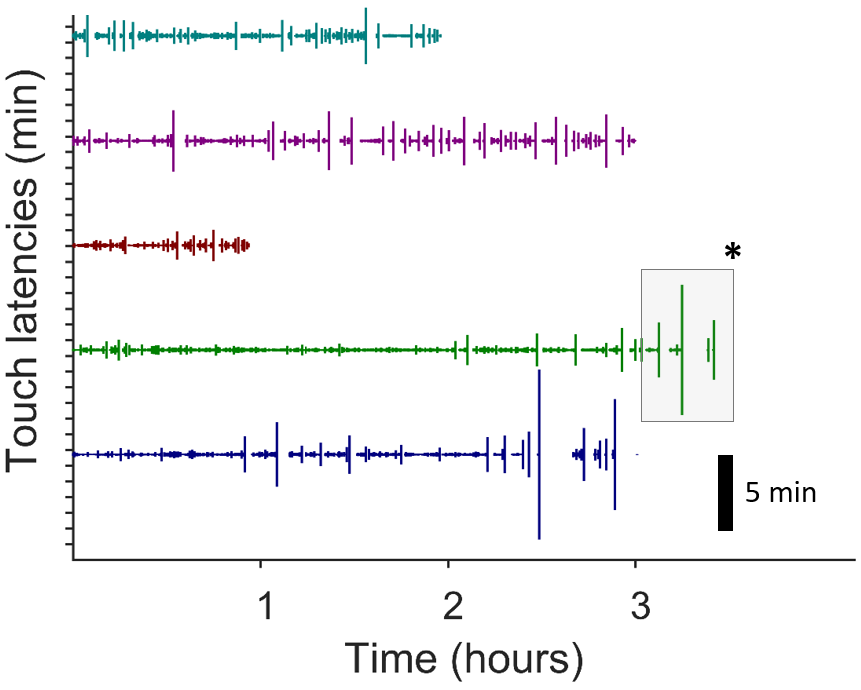 Touch latencies (min)
*
5 min
1 2 3
Time (hours)